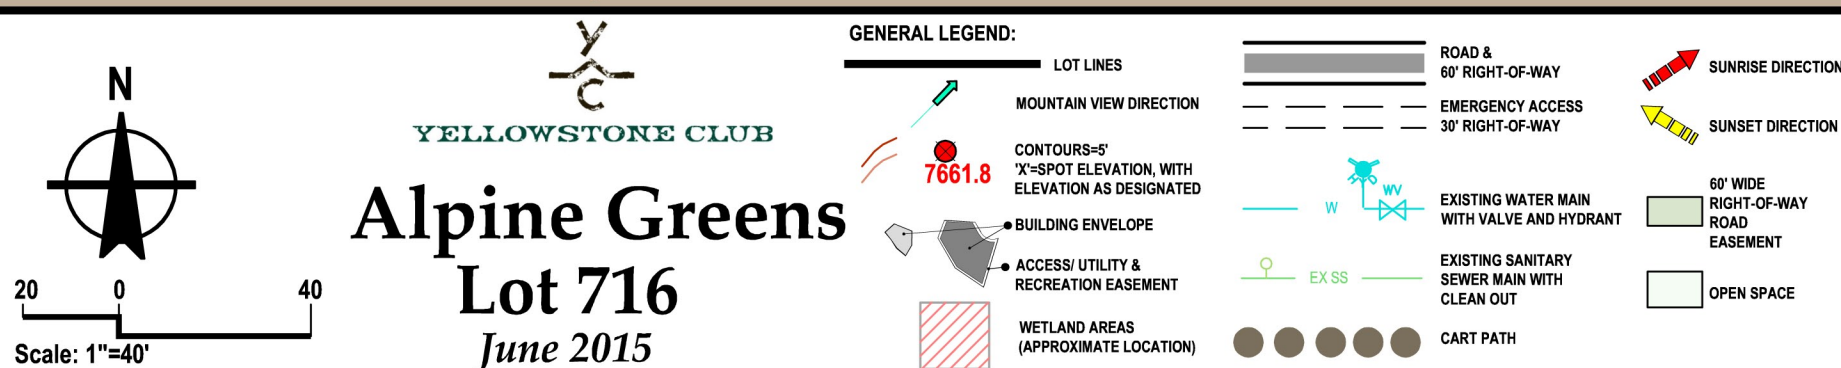 N
20 0 40
Scale: 1"=40'
Y
C
YELLOWSTONE CLUB
Alpine Greens
Lot 716
June 2015
GENERAL LEGEND:
LOT LINES
MOUNTAIN VIEW DIRECTION
7661.8
CONTOURS=5'
'X'=SPOT ELEVATION, WITH
ELEVATION AS DESIGNATED
BUILDING ENVELOPE
ACCESS/ UTILITY &
RECREATION EASEMENT
WETLAND AREAS
(APPROXIMATE LOCATION)
ROAD &
60' RIGHT-OF-WAY
EMERGENCY ACCESS
30' RIGHT-OF-WAY
W
WV
EXISTING WATER MAIN
WITH VALVE AND HYDRANT
EX SS
EXISTING SANITARY
SEWER MAIN WITH
CLEAN OUT
CART PATH
SUNRISE DIRECTION
SUNSET DIRECTION
60' WIDE
RIGHT-OF-WAY
ROAD
EASEMENT
OPEN SPACE